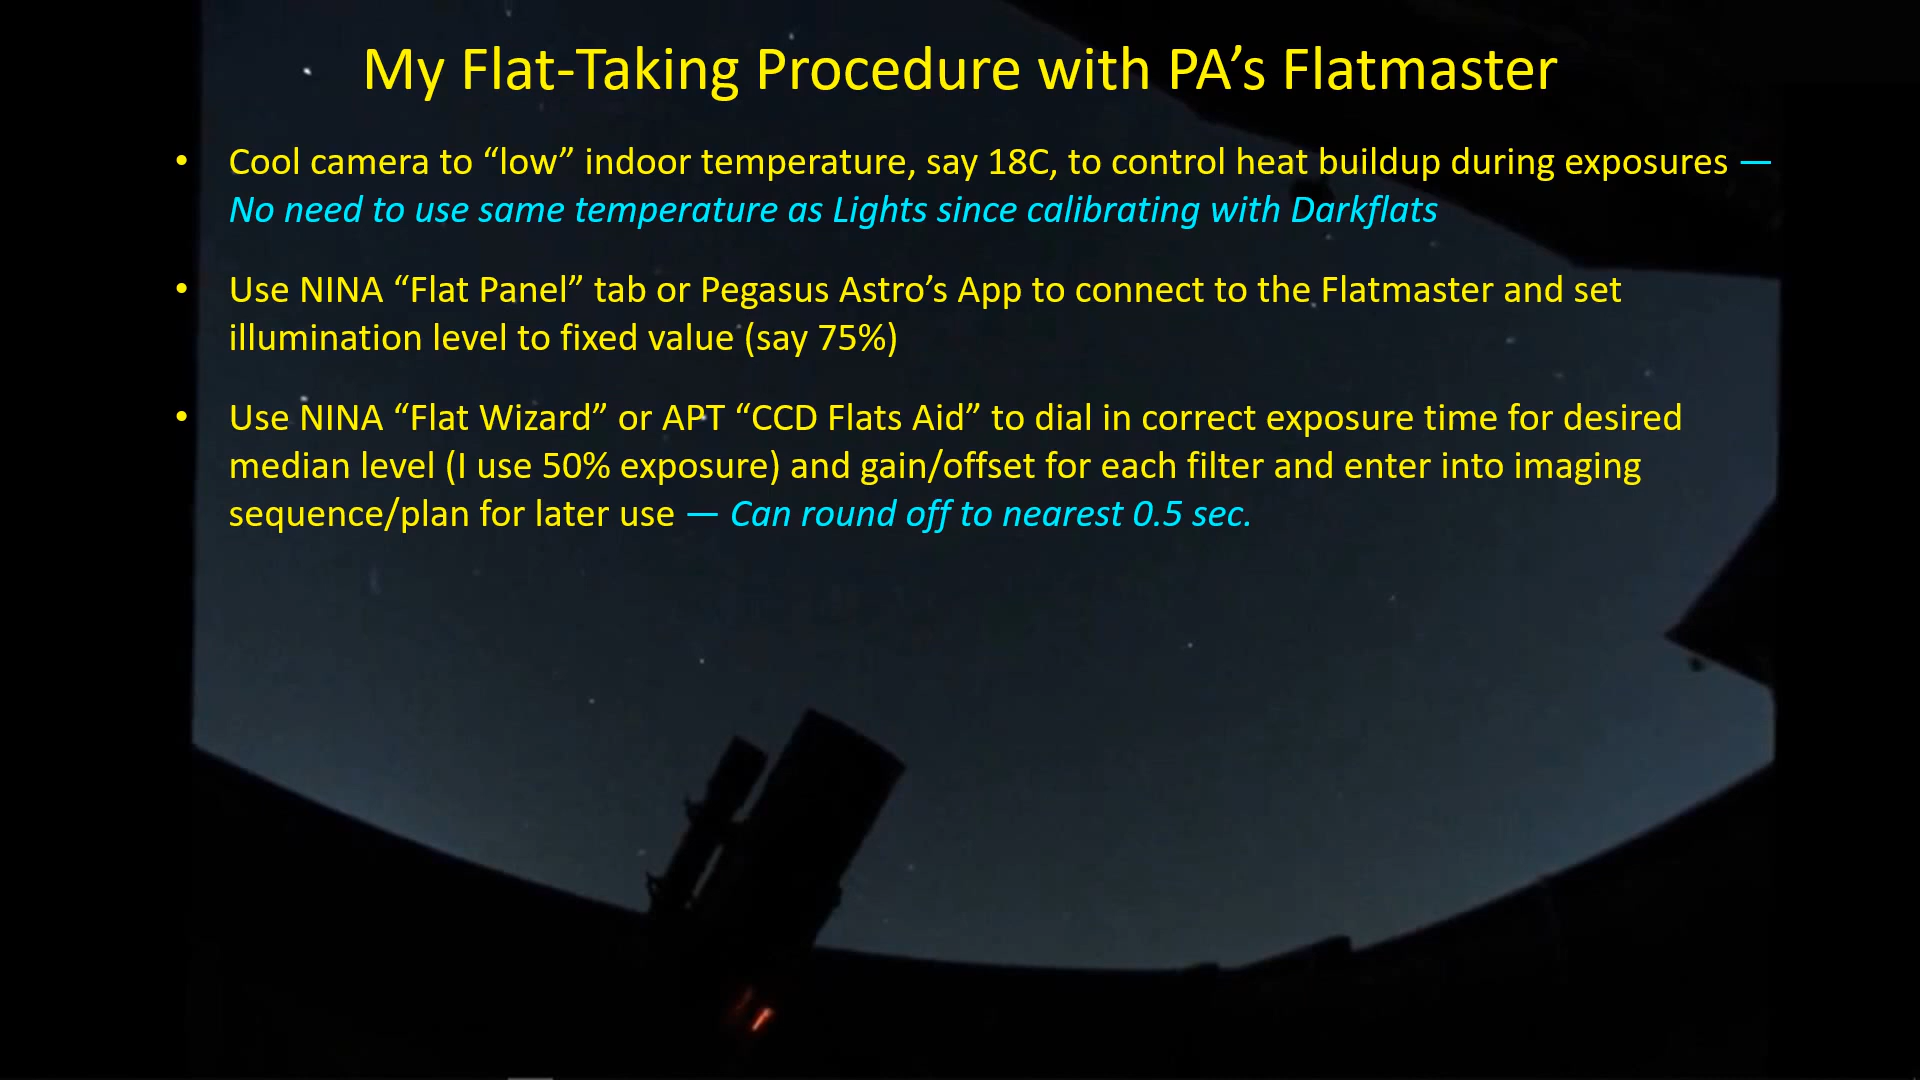 My Flat-Taking Procedure with PA’s Flatmaster
• Cool camera to “low” indoor temperature, say 18C, to control heat buildup during exposures —
No need to use same temperature as Lights since calibrating with Darkflats
• Use NINA “Flat Panel” tab or Pegasus Astro’s App to connect to the Flatmaster and set
illumination level to fixed value (say 75%)
• Use NINA “Flat Wizard” or APT “CCD Flats Aid” to dial in correct exposure time for desired
median level (I use 50% exposure) and gain/offset for each filter and enter into imaging
sequence/plan for later use — Can round off to nearest 0.5 sec.